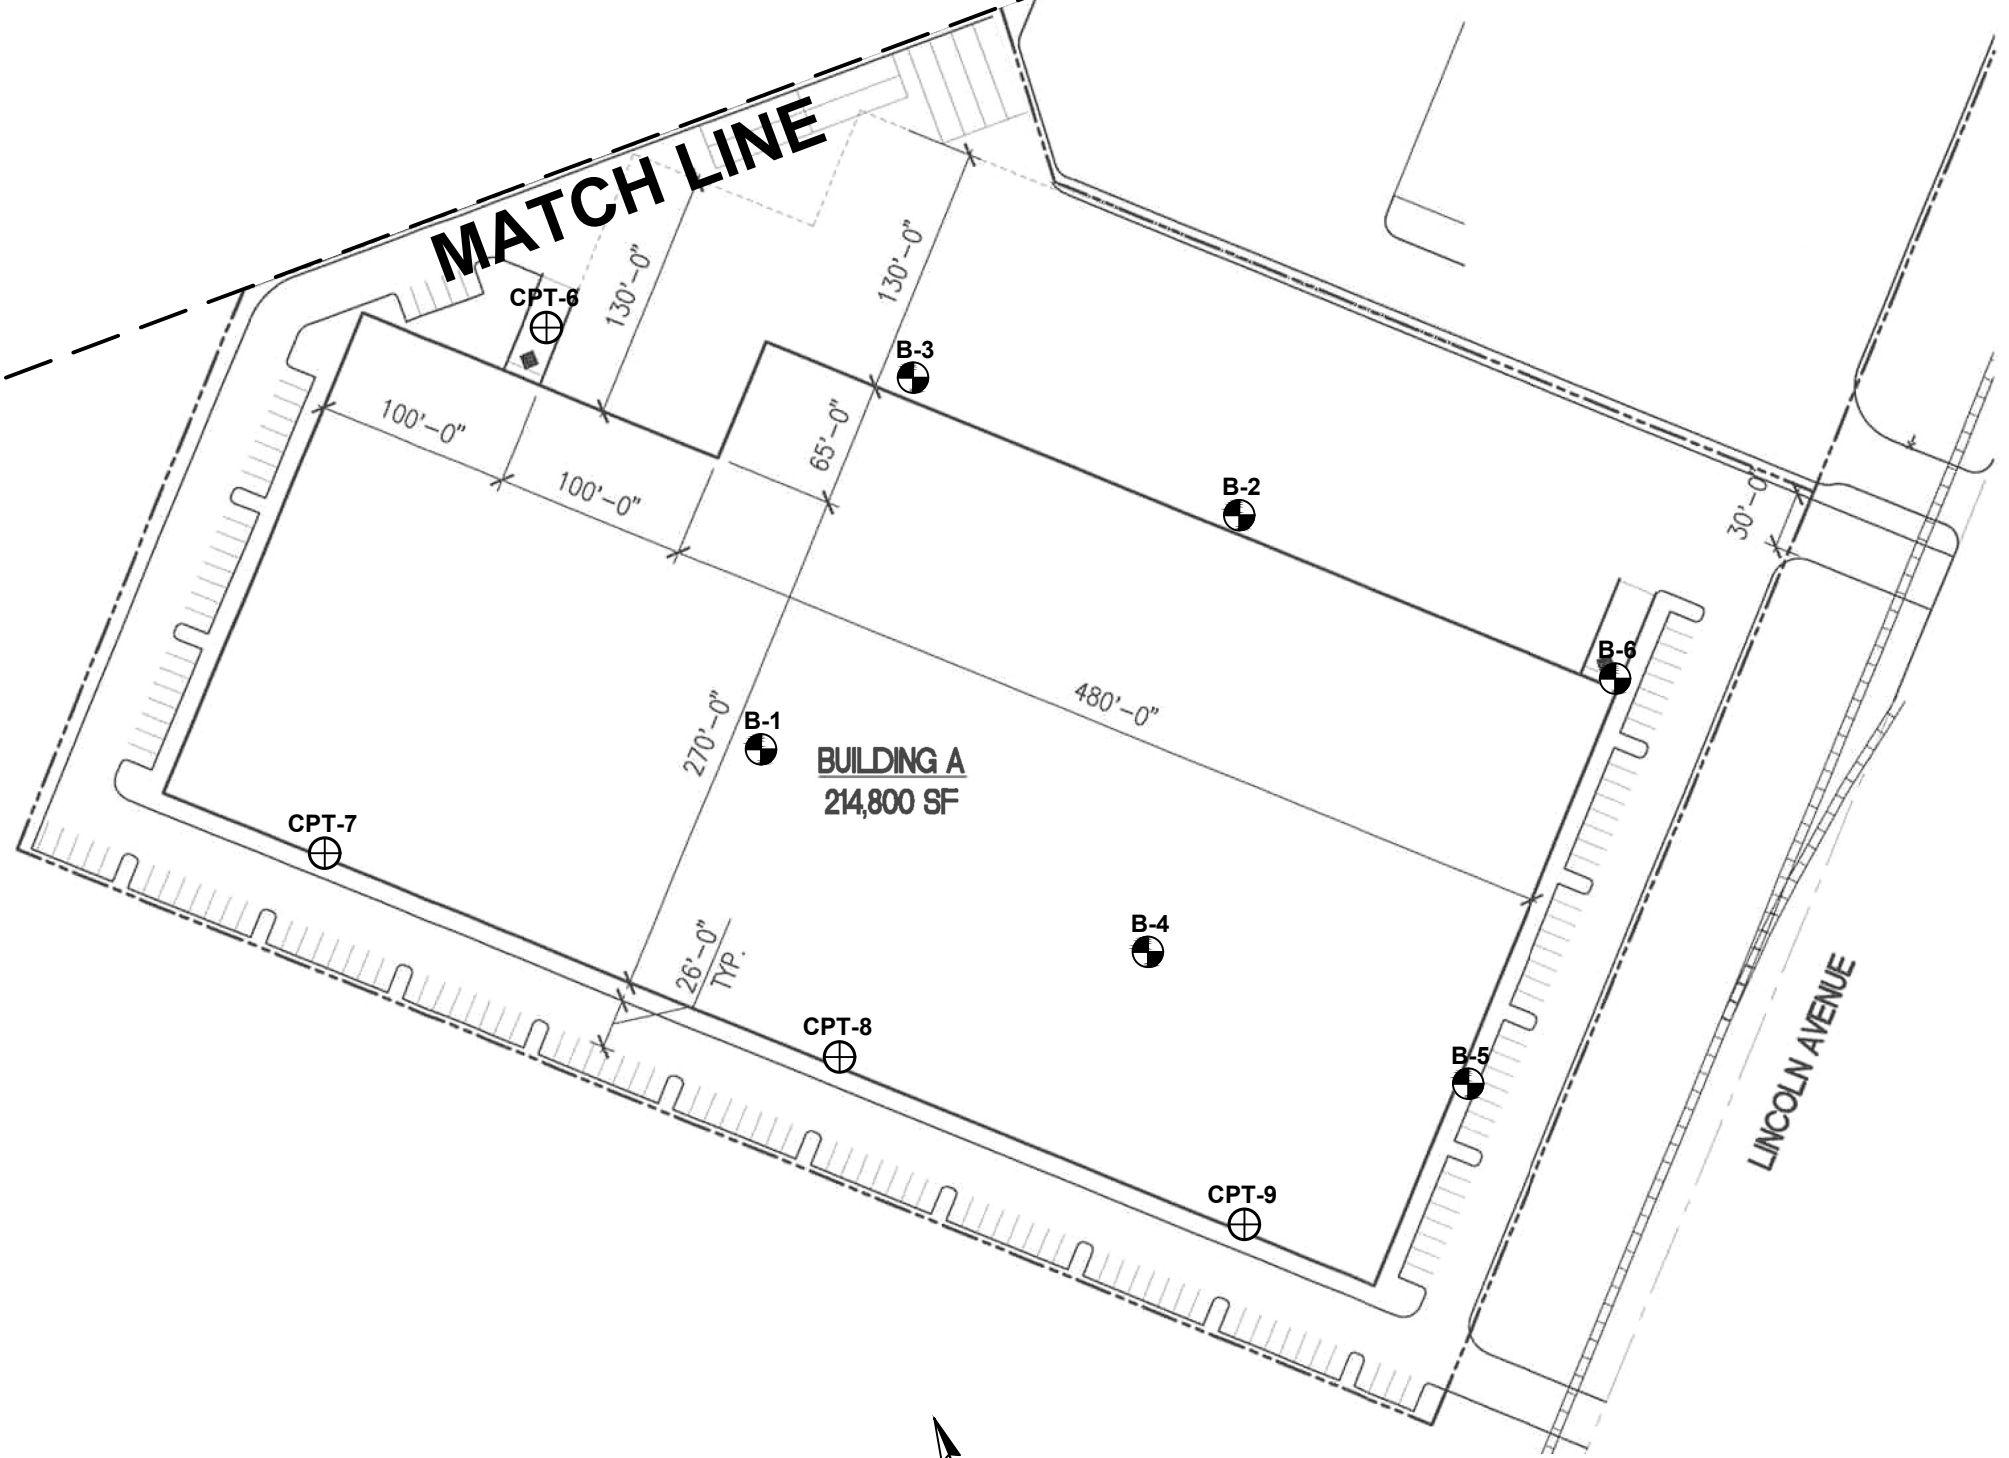 MATCH LINE
CPT-6
130'-0"
130'-0"
B-3
100'-0"
65'-0"
100'-0"
B-2
30'-0
B-6
480'-0"
270'-0"
B-1
BUILDING A
214,800 SF
CPT-7
26'-0"
TYP.
B-4
CPT-8
B-5
LINCOLN AVENUE
CPT-9